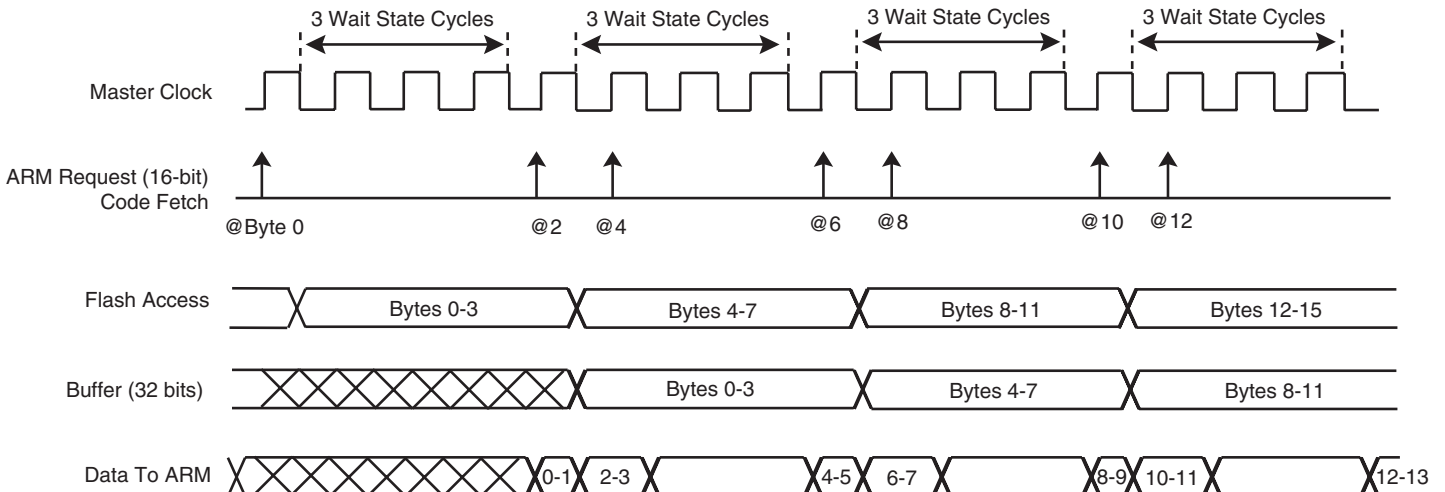 3 Wait State Cycles 3 Wait State Cycles 3 Wait State Cycles 3 Wait State Cycles
Master Clock
ARM Request (16-bit)
Code Fetch
@Byte 0 @2 @4 @6 @8 @10 @12
Flash Access Bytes 0-3 Bytes 4-7 Bytes 8-11 Bytes 12-15
Buffer (32 bits) Bytes 0-3 Bytes 4-7 Bytes 8-11
Data To ARM 0-1 2-3 4-5 6-7 8-9 10-11 12-13